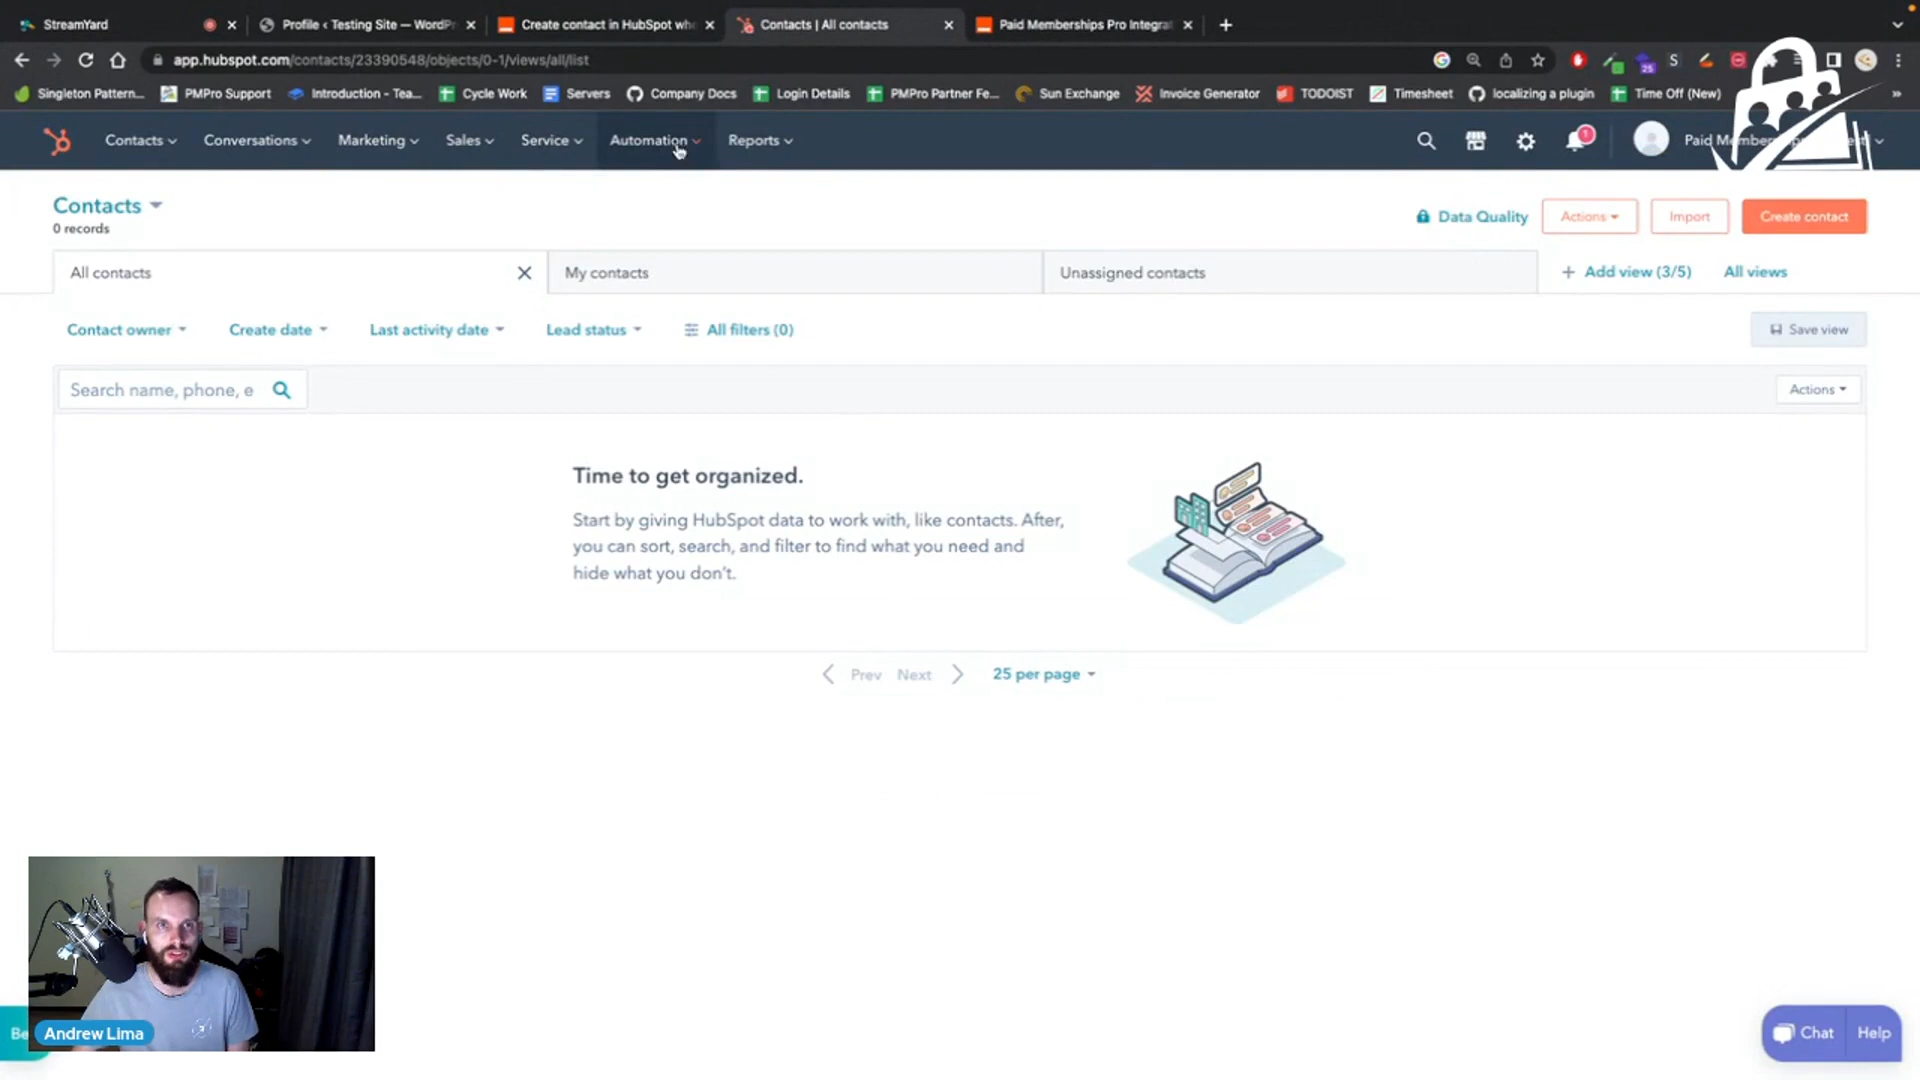 StreamYard
Profile ‹ Testing Site — WordPr
Create contact in HubSpot whe
Contacts | All contacts
Paid Memberships Pro Integrat
app.hubspot.com/contacts/23390548/objects/0-1/views/all/list
Singleton Pattern...
PMPro Support
Introduction - Tea...
Cycle Work
Servers
Company Docs
Login Details
PMPro Partner Fe...
Sun Exchange
Invoice Generator
TODOIST
Timesheet
localizing a plugin
Time Off (New)
Contacts
Conversations
Marketing
Sales
Service
Automation
Reports
1
Paid Member
Contacts
0 records
Data Quality
Actions
Import
Create contact
All contacts
My contacts
Unassigned contacts
Add view (3/5)
All views
Contact owner
Create date
Last activity date
Lead status
All filters (0)
Save view
Search name, phone, e
Actions
Time to get organized.
Start by giving HubSpot data to work with, like contacts. After,
you can sort, search, and filter to find what you need and
hide what you don't.
Prev
Next
25 per page
Be
Andrew Lima
Chat
Help